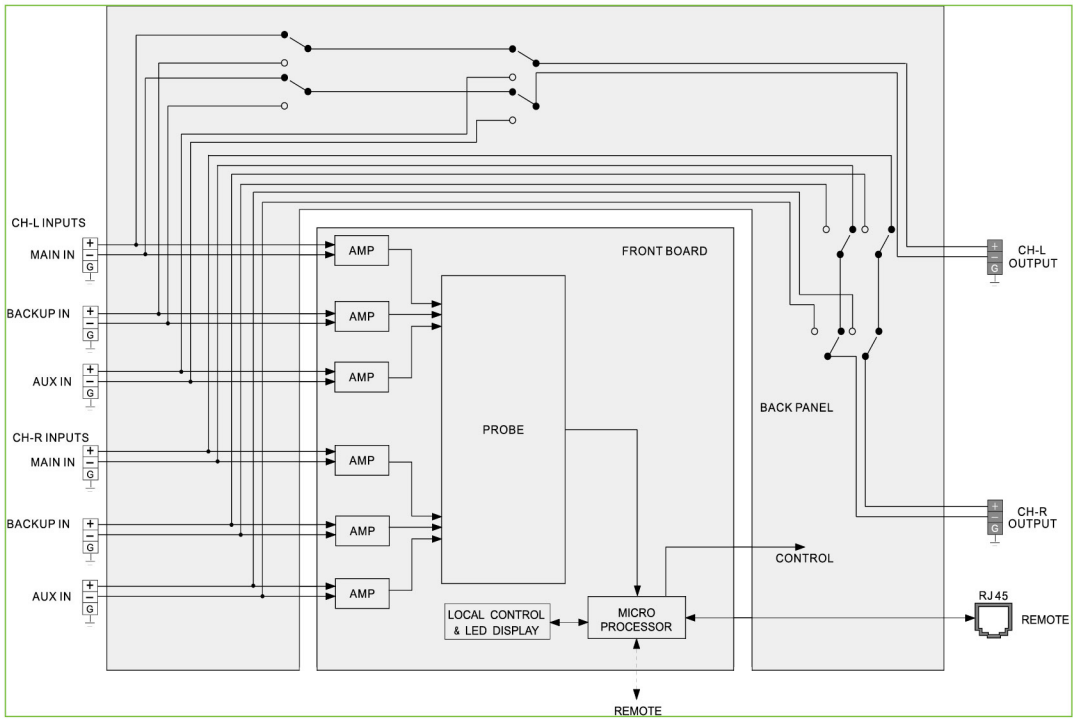 CH-L INPUTS
+
MAIN IN
−
G
BACKUP IN
+
−
G
+
AUX IN
−
G
CH-R INPUTS
+
MAIN IN
−
G
BACKUP IN
+
−
G
+
AUX IN
−
G
AMP
AMP
AMP
AMP
AMP
AMP
FRONT BOARD
PROBE
LOCAL CONTROL
& LED DISPLAY
MICRO
PROCESSOR
REMOTE
BACK PANEL
CONTROL
+
−
G
CH-L
OUTPUT
+
−
G
CH-R
OUTPUT
RJ45
REMOTE